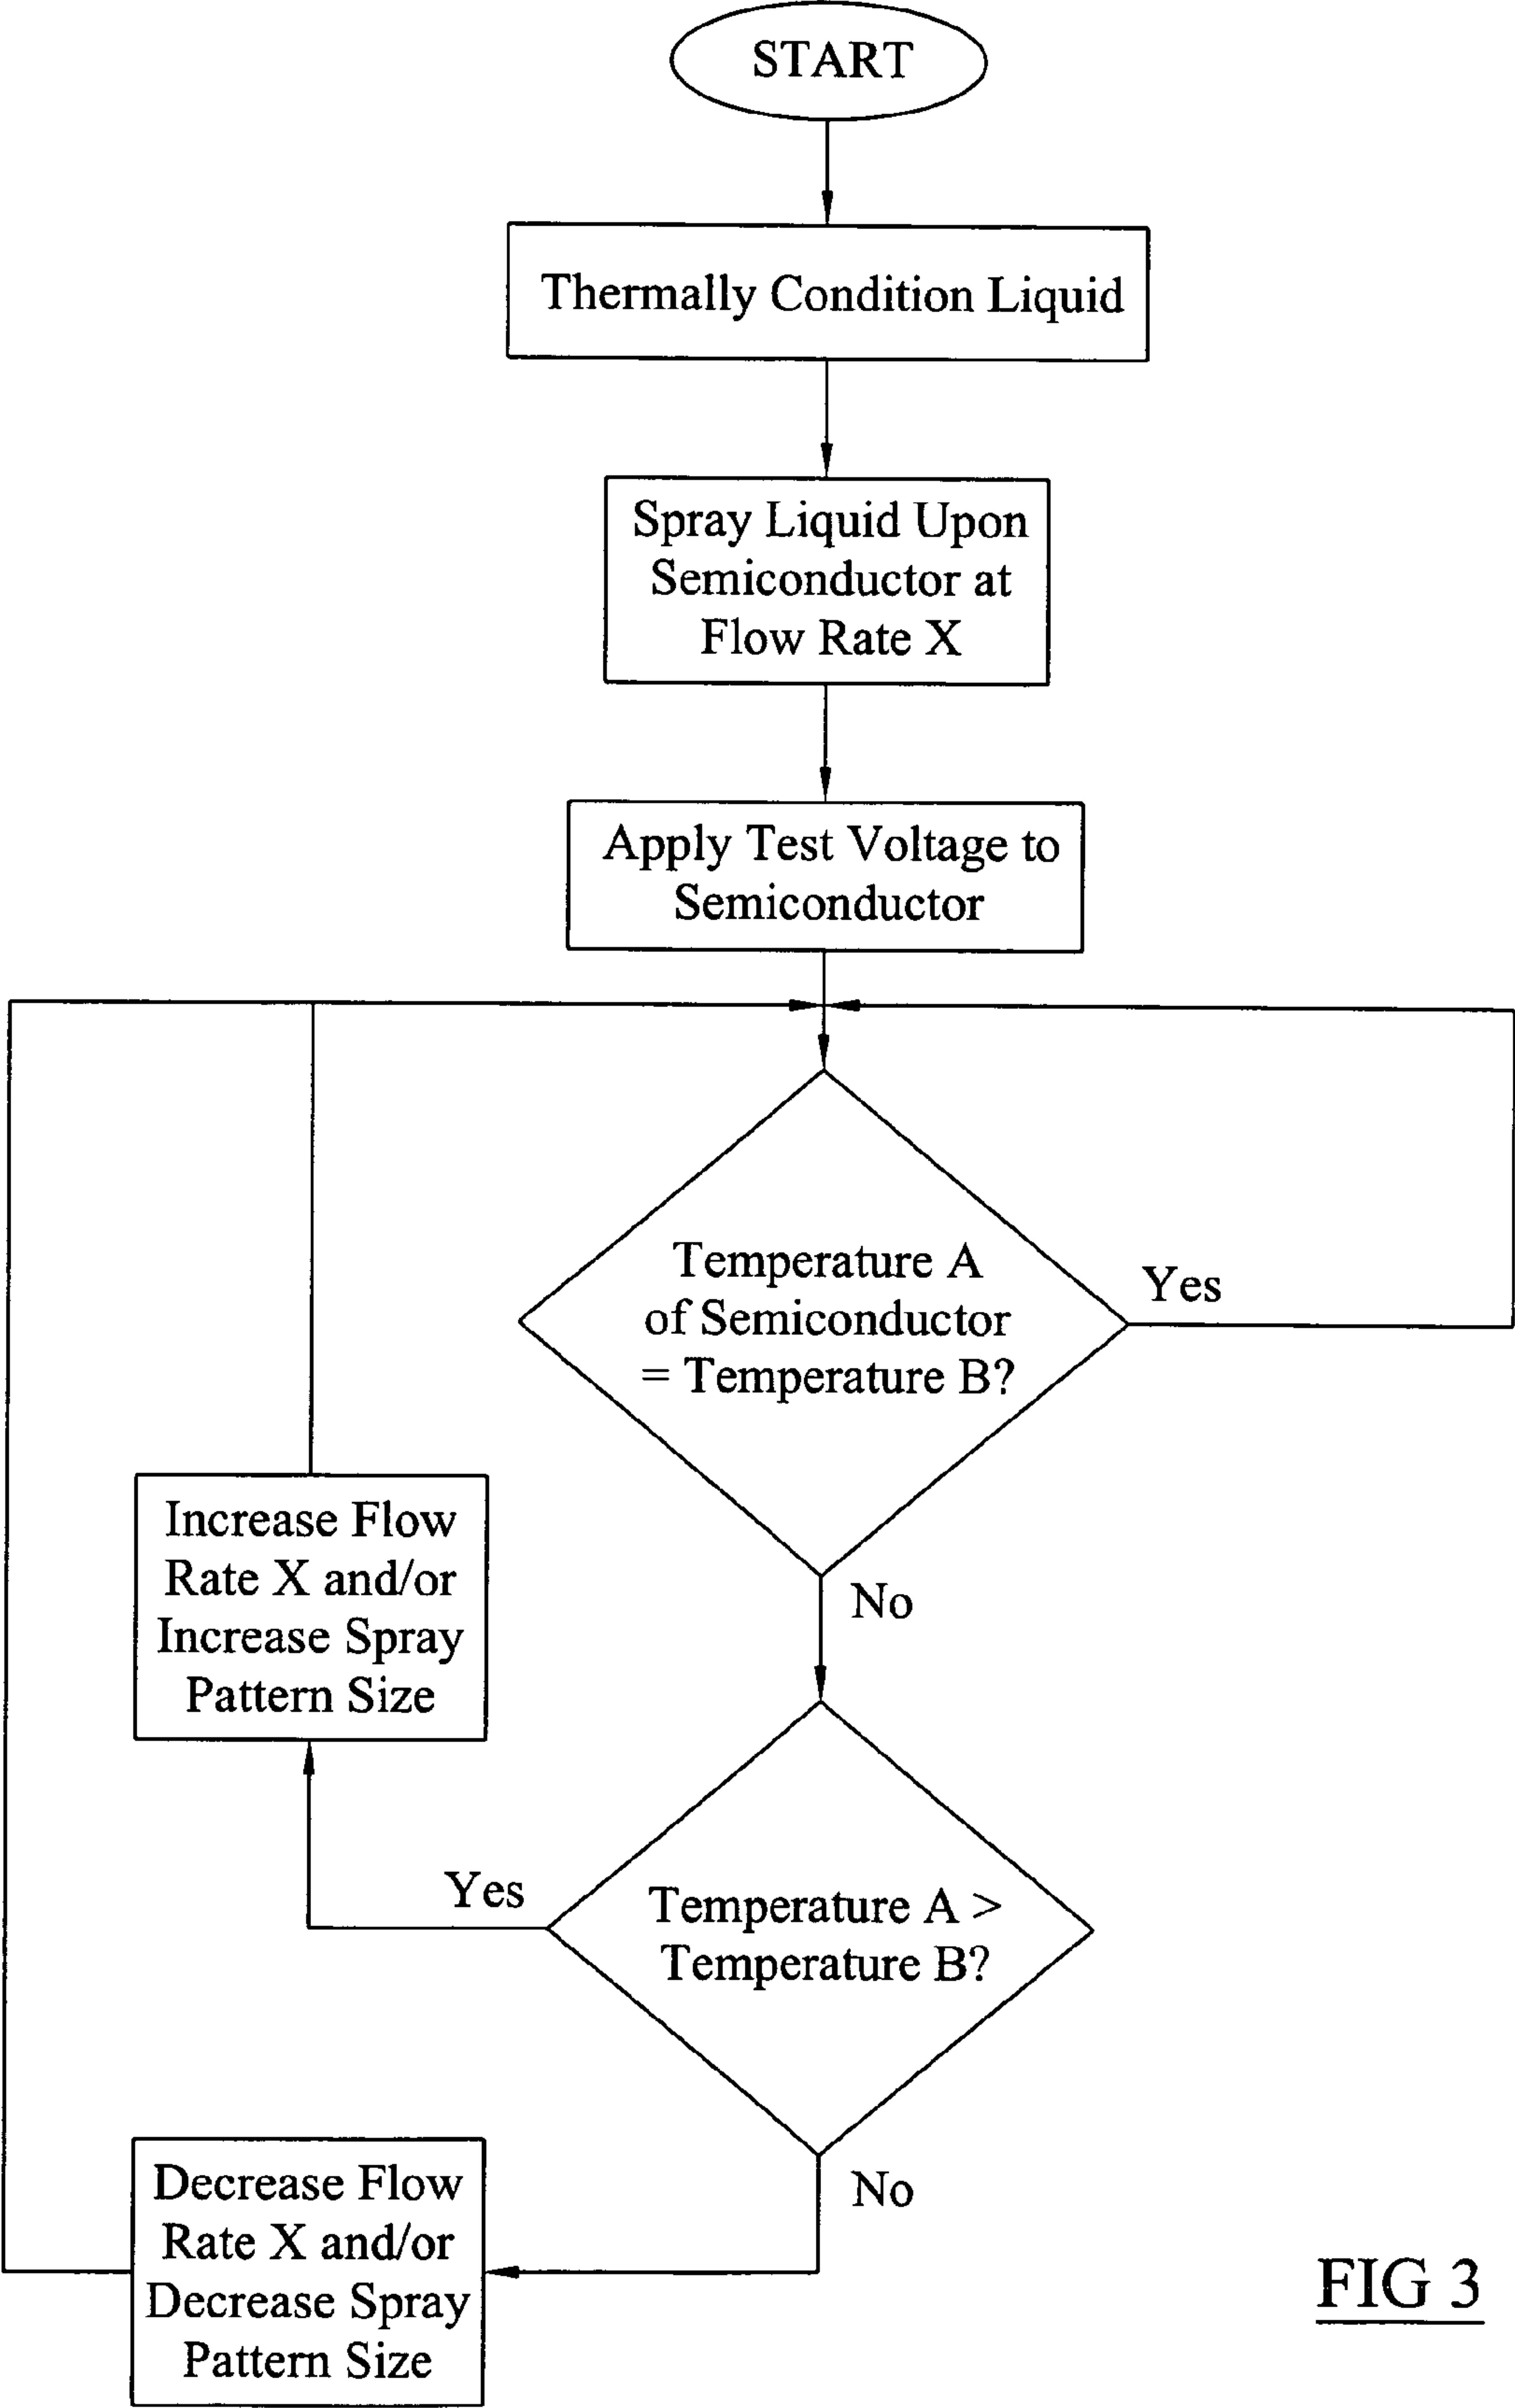 START
Thermally Condition Liquid
Spray Liquid Upon
Semiconductor at
Flow Rate X
Apply Test Voltage to
Semiconductor
Temperature A
of Semiconductor
= Temperature B?
Yes
No
Increase Flow
Rate X and/or
Increase Spray
Pattern Size
Yes
Temperature A >
Temperature B?
No
Decrease Flow
Rate X and/or
Decrease Spray
Pattern Size
FIG 3